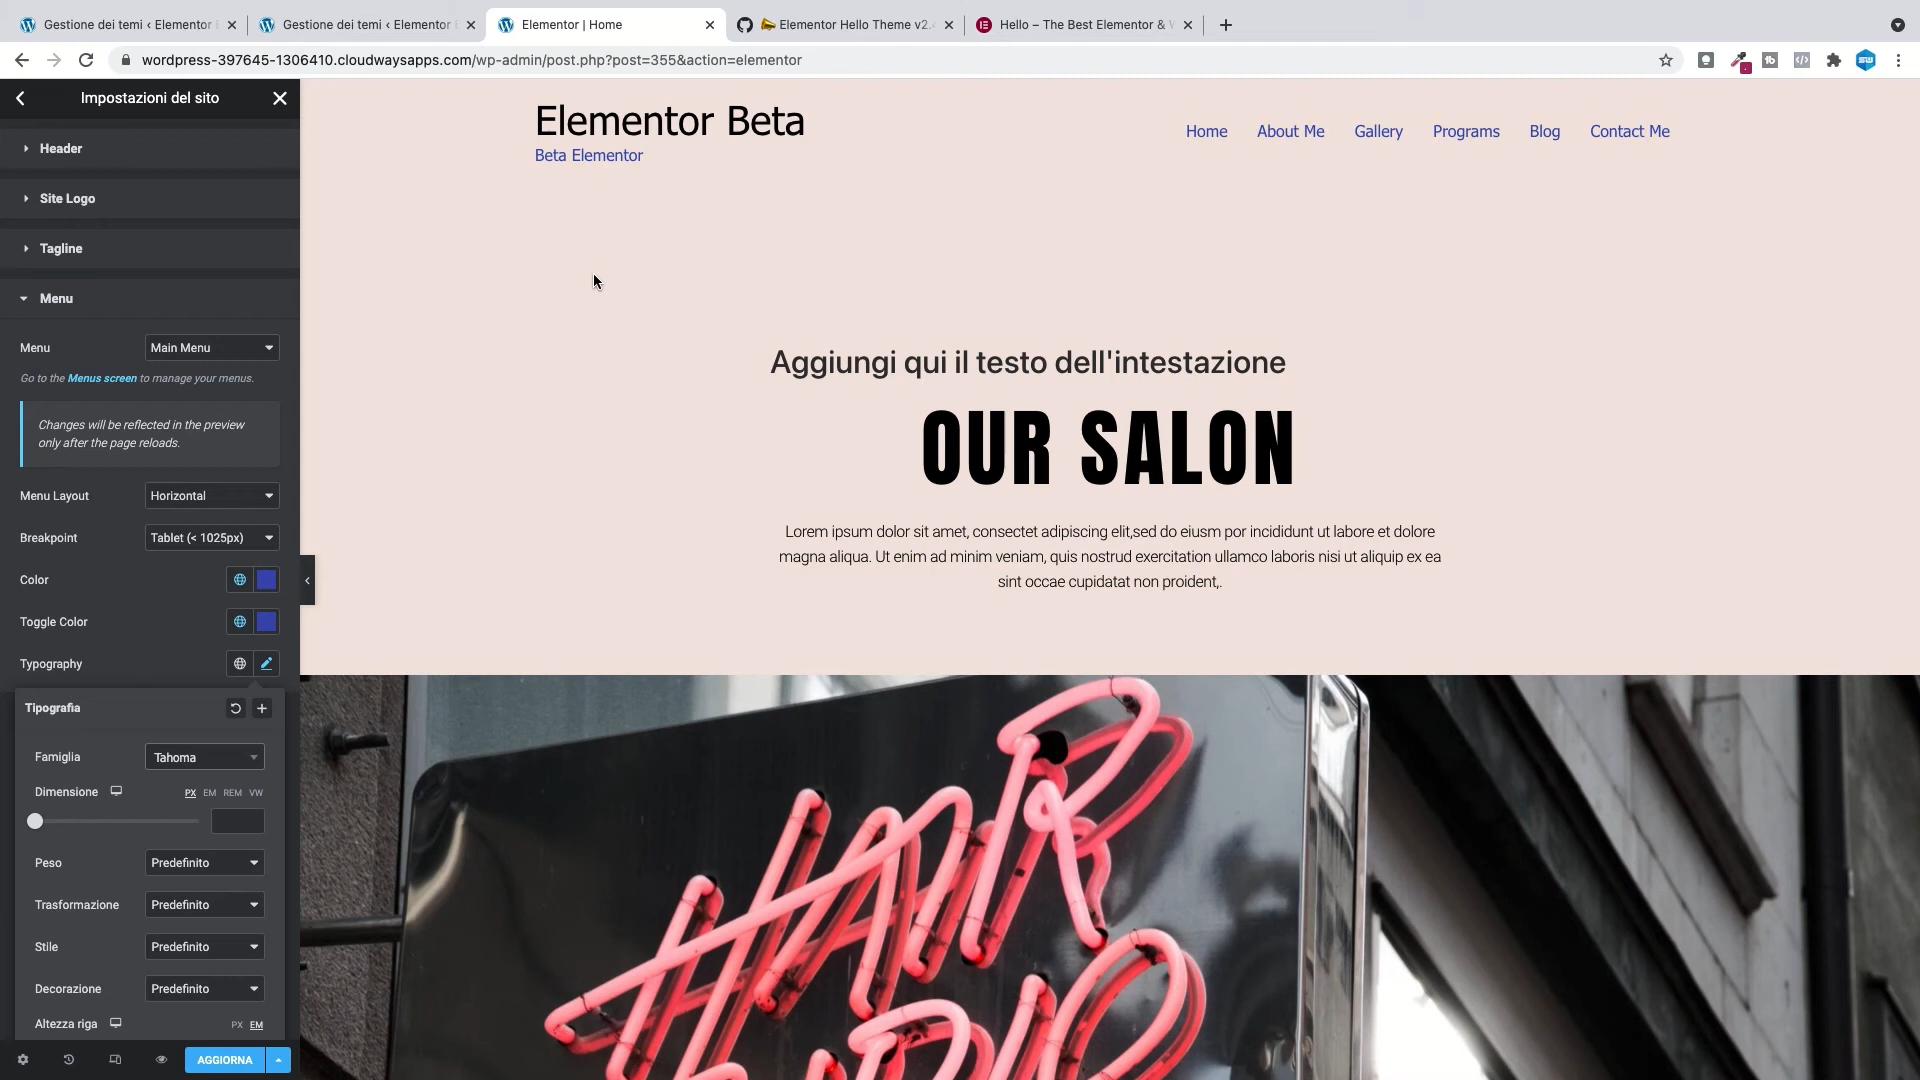 Gestione dei temi ‹ Elementor
Gestione dei temi ‹ Elementor
Elementor | Home
Elementor Hello Theme v2.
Hello – The Best Elementor &
wordpress-397645-1306410.cloudwaysapps.com/wp-admin/post.php?post=355&action=elementor
Impostazioni del sito
Header
Site Logo
Tagline
Menu
Menu
Main Menu
Go to the Menus screen to manage your menus.
Changes will be reflected in the preview
only after the page reloads.
Menu Layout
Horizontal
Breakpoint
Tablet (< 1025px)
Color
Toggle Color
Typography
Tipografia
Famiglia
Tahoma
Dimensione
PX EM REM VW
Peso
Predefinito
Trasformazione
Predefinito
Stile
Predefinito
Decorazione
Predefinito
Altezza riga
PX EM
AGGIORNA
Elementor Beta
Beta Elementor
Home About Me Gallery Programs Blog Contact Me
Aggiungi qui il testo dell'intestazione
OUR SALON
Lorem ipsum dolor sit amet, consectet adipiscing elit,sed do eiusm por incididunt ut labore et dolore
magna aliqua. Ut enim ad minim veniam, quis nostrud exercitation ullamco laboris nisi ut aliquip ex ea
sint occae cupidatat non proident,.
HAIR